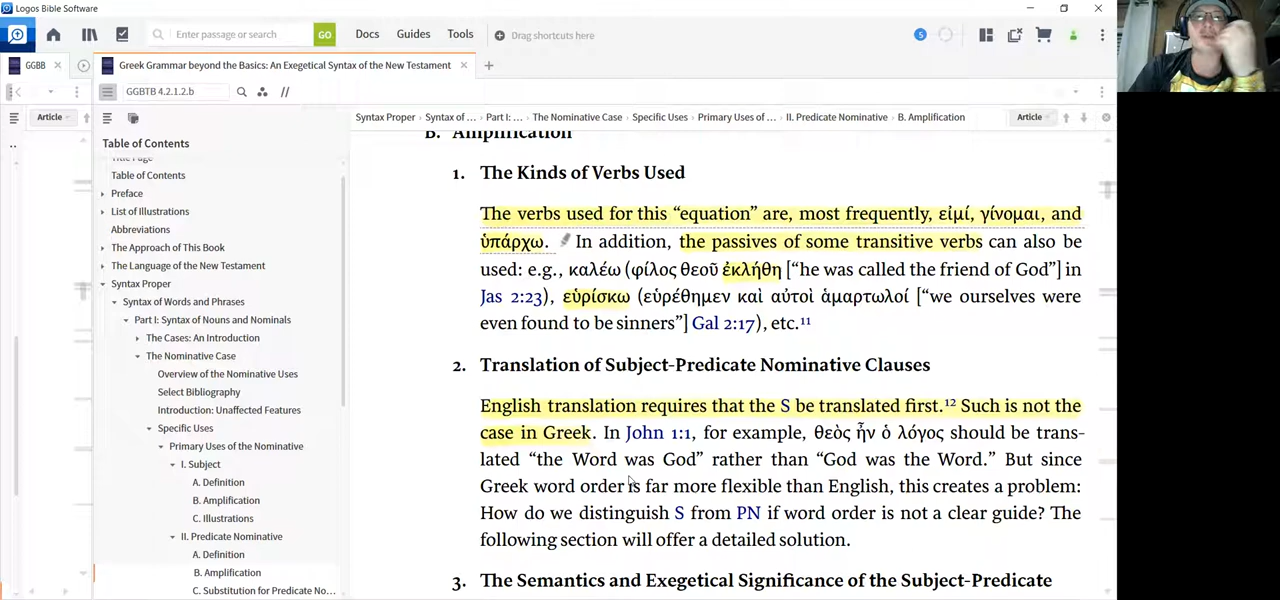 Logos Bible Software
Enter passage or search
GO
Docs
Guides
Tools
Drag shortcuts here
5
GGBB
Greek Grammar beyond the Basics: An Exegetical Syntax of the New Testament
GGBTB 4.2.1.2.b
Article
Syntax Proper › Syntax of ... › Part I: ... › The Nominative Case › Specific Uses › Primary Uses of ... › II. Predicate Nominative › B. Amplification
Article
Table of Contents
Title Page
Table of Contents
Preface
List of Illustrations
Abbreviations
The Approach of This Book
The Language of the New Testament
Syntax Proper
Syntax of Words and Phrases
Part I: Syntax of Nouns and Nominals
The Cases: An Introduction
The Nominative Case
Overview of the Nominative Uses
Select Bibliography
Introduction: Unaffected Features
Specific Uses
Primary Uses of the Nominative
I. Subject
A. Definition
B. Amplification
C. Illustrations
II. Predicate Nominative
A. Definition
B. Amplification
C. Substitution for Predicate No...
B. Amplification
1. The Kinds of Verbs Used
The verbs used for this “equation” are, most frequently, εἰμί, γίνομαι, and
ὑπάρχω. In addition, the passives of some transitive verbs can also be
used: e.g., καλέω (φίλος θεοῦ ἐκλήθη [“he was called the friend of God”] in
Jas 2:23), εὑρίσκω (εὑρέθημεν καὶ αὐτοὶ ἁμαρτωλοί [“we ourselves were
even found to be sinners”] Gal 2:17), etc.11
2. Translation of Subject-Predicate Nominative Clauses
English translation requires that the S be translated first.12 Such is not the
case in Greek. In John 1:1, for example, θεὸς ἦν ὁ λόγος should be trans-
lated “the Word was God” rather than “God was the Word.” But since
Greek word order is far more flexible than English, this creates a problem:
How do we distinguish S from PN if word order is not a clear guide? The
following section will offer a detailed solution.
3. The Semantics and Exegetical Significance of the Subject-Predicate